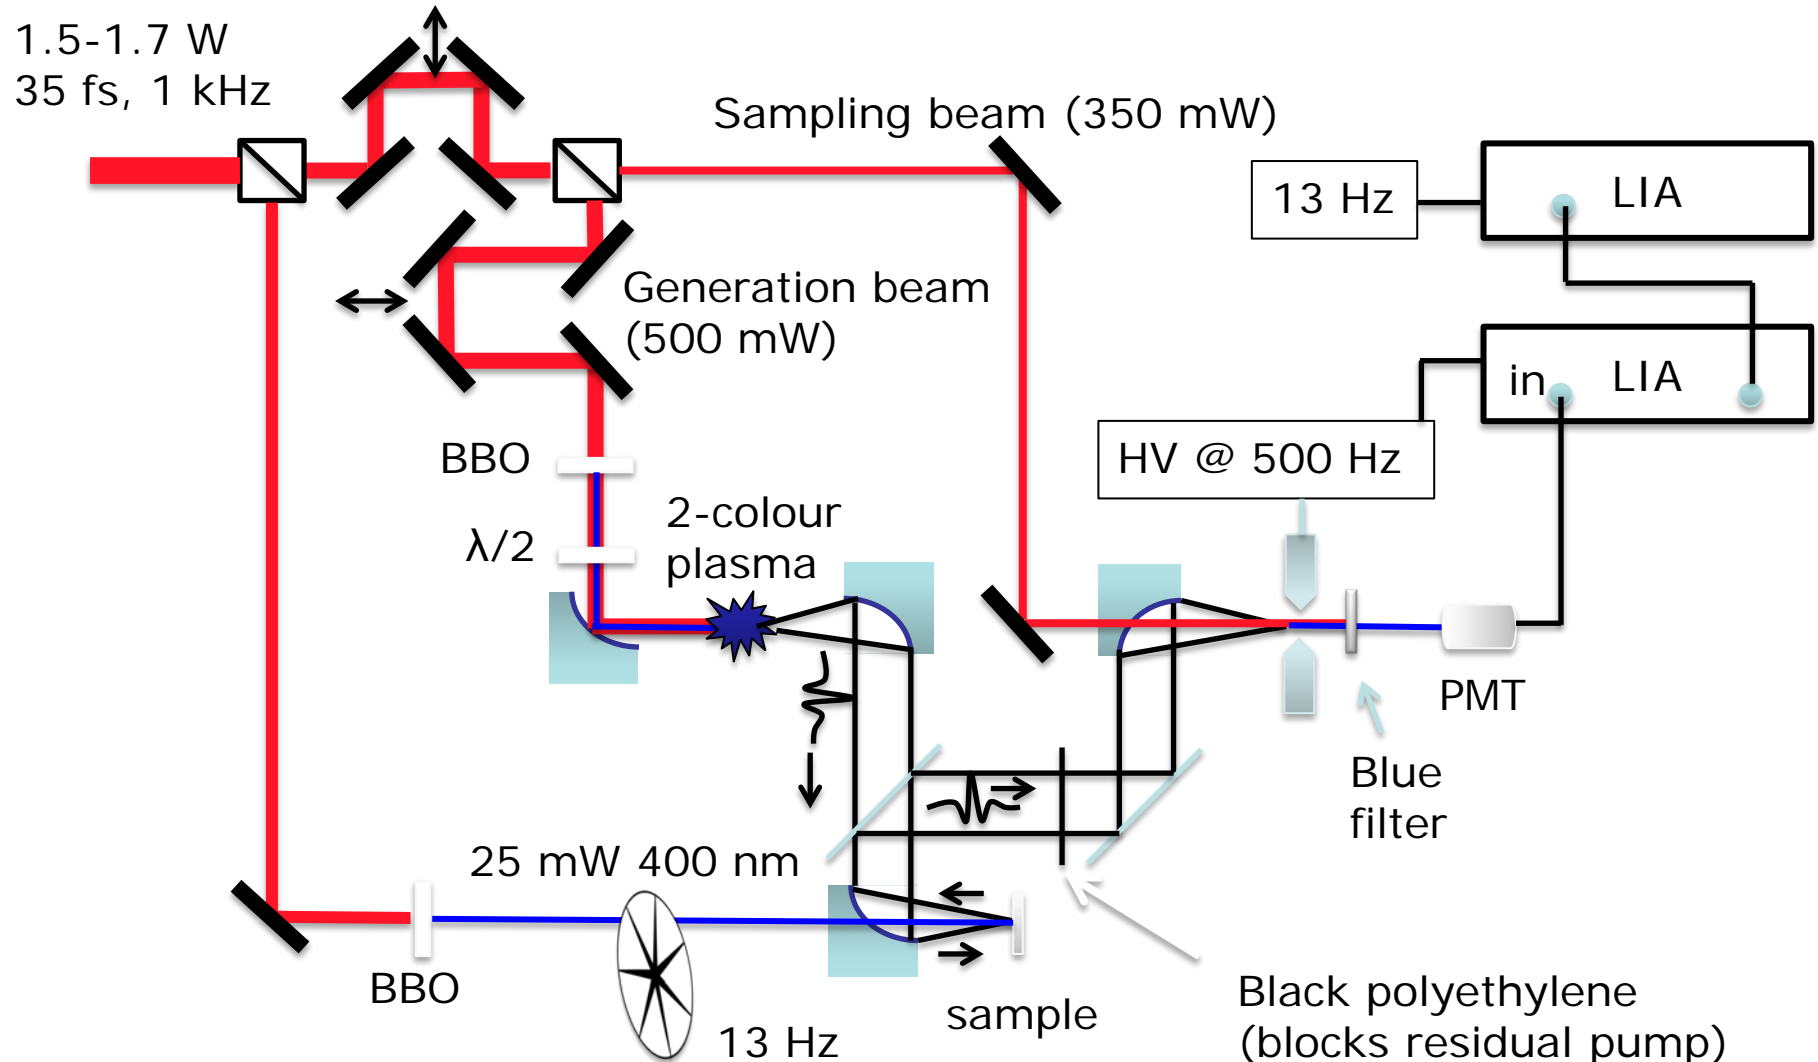 1.5-1.7 W
35 fs, 1 kHz
Sampling beam (350 mW)
13 Hz
LIA
Generation beam
(500 mW)
in
LIA
BBO
HV @ 500 Hz
2-colour
plasma
λ/2
PMT
Blue
filter
25 mW 400 nm
BBO
sample
13 Hz
Black polyethylene
(blocks residual pump)